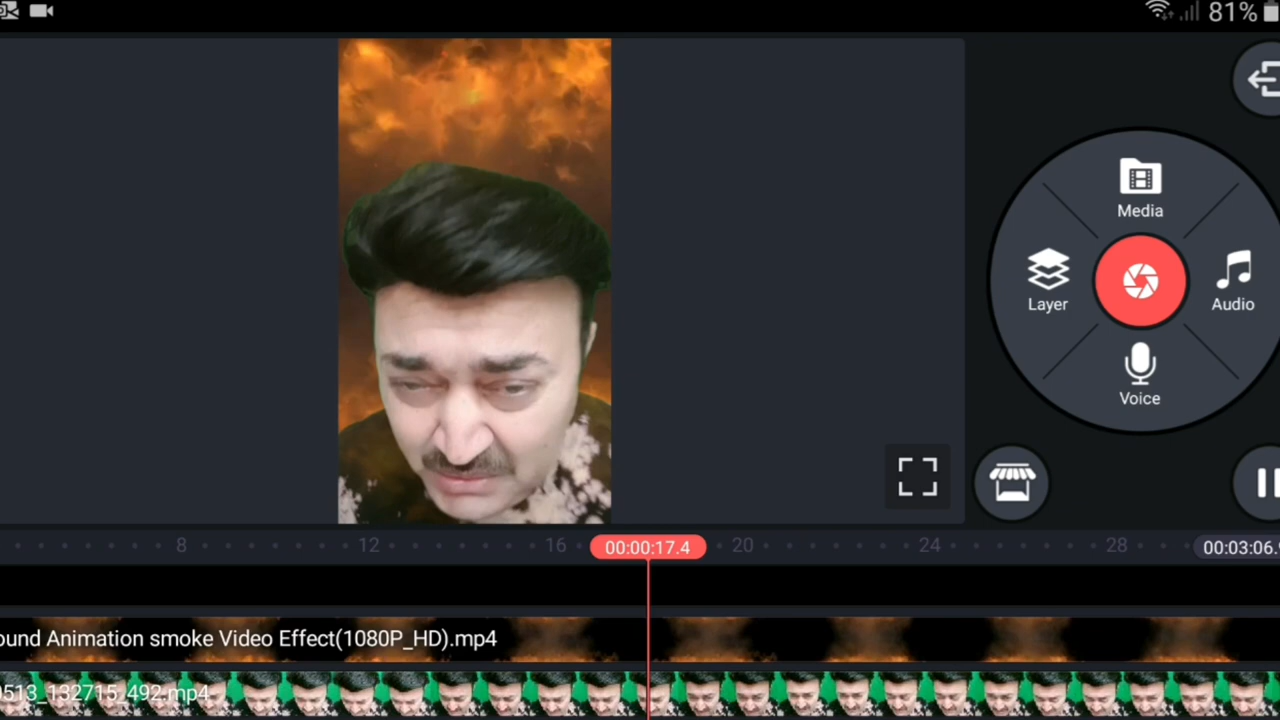 81%
Media
Layer
Audio
Voice
8 12 16 00:00:17.4 20 24 28 00:03:06.9
ound Animation smoke Video Effect(1080P_HD).mp4
0513_132715_492.mp4